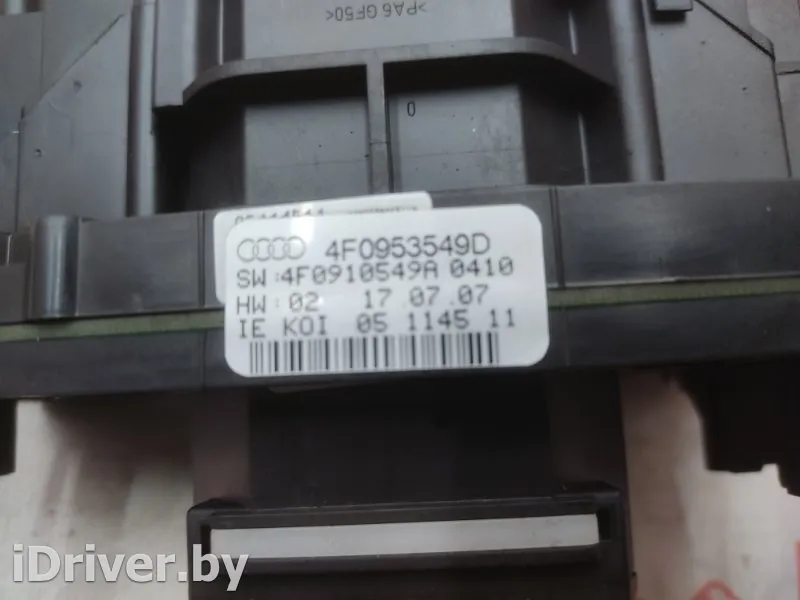 >PA6 GF50<
0
4F0953549D
SW:4F0910549A 0410
HW:02 17.07.07
IE KOI 05 1145 11
iDriver.by